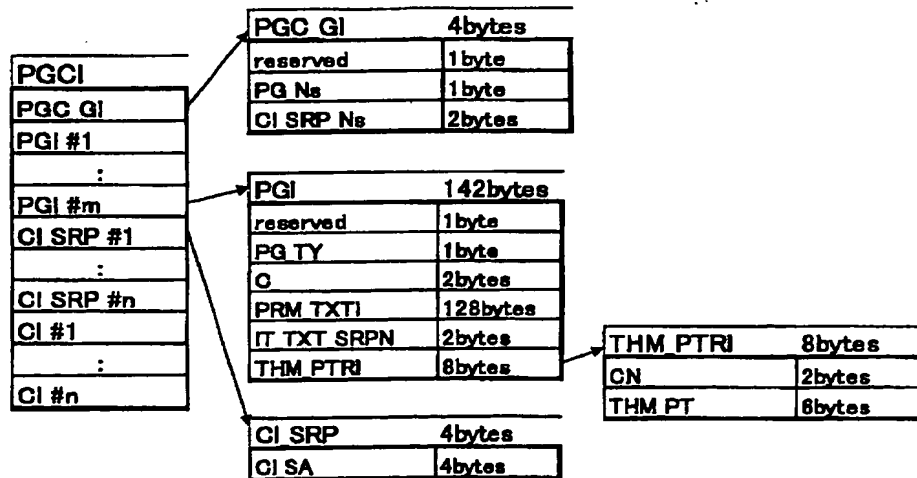 PGCI
PGC GI
PGI #1
:
PGI #m
CI SRP #1
:
CI SRP #n
CI #1
:
CI #n
PGC GI 4bytes
reserved 1byte
PG Ns 1byte
CI SRP Ns 2bytes
PGI 142bytes
reserved 1byte
PG TY 1byte
C 2bytes
PRM TXTI 128bytes
IT TXT SRPN 2bytes
THM PTRI 8bytes
CI SRP 4bytes
CI SA 4bytes
THM PTRI 8bytes
CN 2bytes
THM PT 6bytes